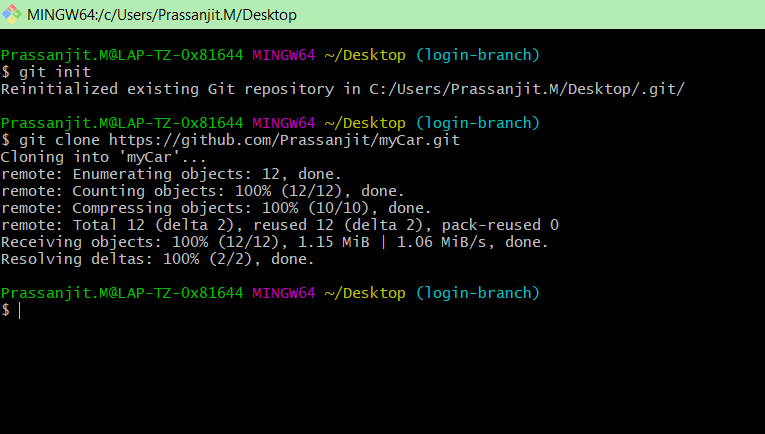 MINGW64:/c/Users/Prassanjit.M/Desktop
Prassanjit.M@LAP-TZ-0x81644 MINGW64 ~/Desktop (login-branch)
$ git init
Reinitialized existing Git repository in C:/Users/Prassanjit.M/Desktop/.git/
Prassanjit.M@LAP-TZ-0x81644 MINGW64 ~/Desktop (login-branch)
$ git clone https://github.com/Prassanjit/myCar.git
Cloning into 'myCar'...
remote: Enumerating objects: 12, done.
remote: Counting objects: 100% (12/12), done.
remote: Compressing objects: 100% (10/10), done.
remote: Total 12 (delta 2), reused 12 (delta 2), pack-reused 0
Receiving objects: 100% (12/12), 1.15 MiB | 1.06 MiB/s, done.
Resolving deltas: 100% (2/2), done.
Prassanjit.M@LAP-TZ-0x81644 MINGW64 ~/Desktop (login-branch)
$